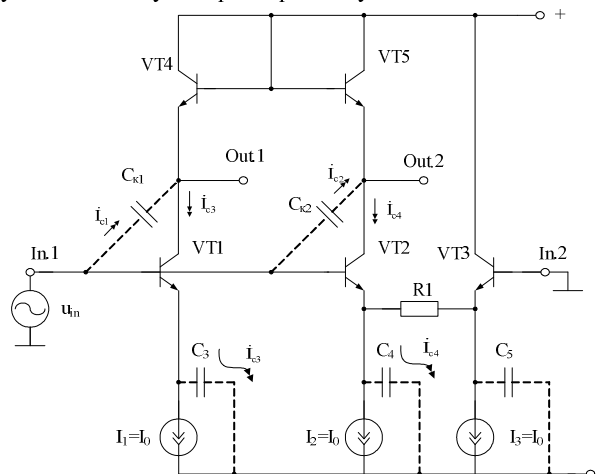 +
VT4
VT5
Out.1
Out.2
Cк1
i̇c1
i̇c3
Cк2
i̇c2
i̇c4
In.1
VT1
VT2
VT3
In.2
uin
R1
C3
i̇c3
C4
i̇c4
C5
I1=I0
I2=I0
I3=I0